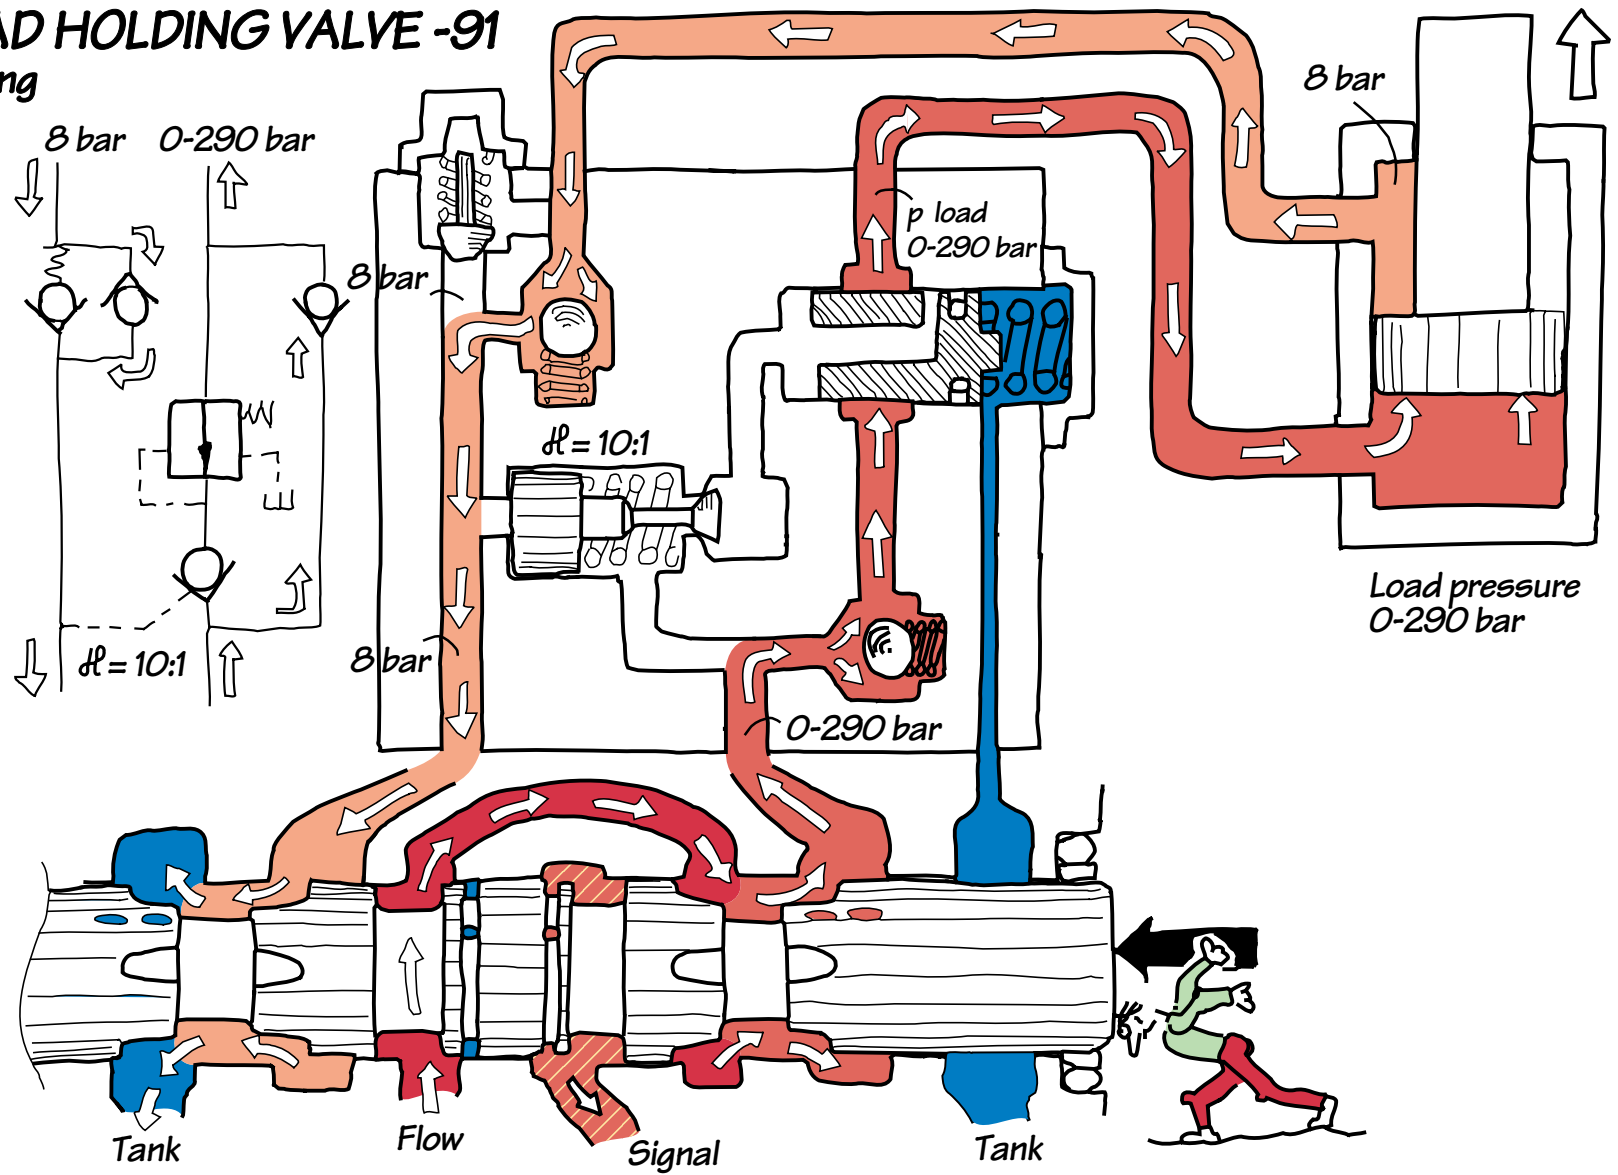 AD HOLDING VALVE -91
ng
8 bar
0-290 bar
8 bar
p load
0-290 bar
8 bar
ℋ = 10:1
Load pressure
0-290 bar
8 bar
ℋ = 10:1
0-290 bar
Tank
Flow
Signal
Tank